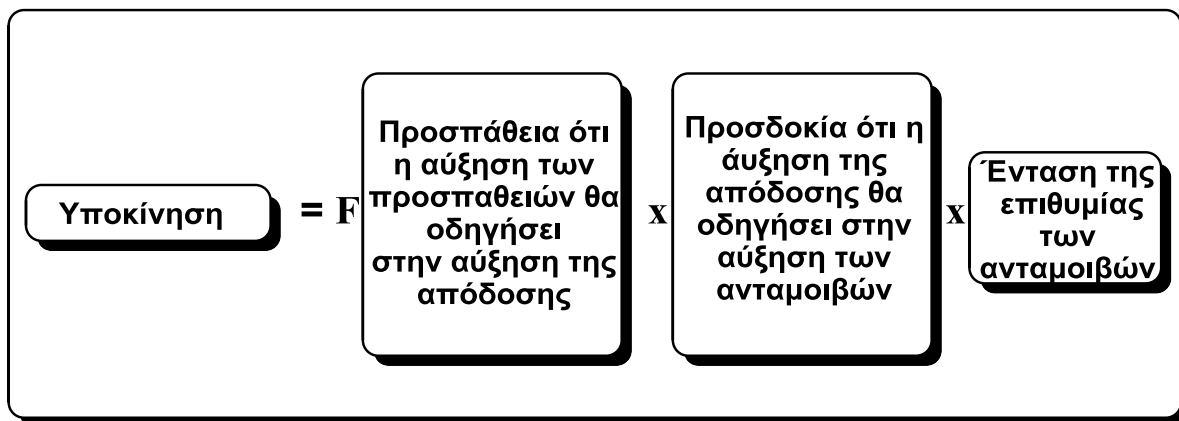 Υποκίνηση
= F
Προσπάθεια ότι
η αύξηση των
προσπαθειών θα
οδηγήσει
στην αύξηση της
απόδοσης
x
Προσδοκία ότι η
άυξηση της
απόδοσης θα
οδηγήσει στην
αύξηση των
ανταμοιβών
x
Ένταση της
επιθυμίας
των
ανταμοιβών